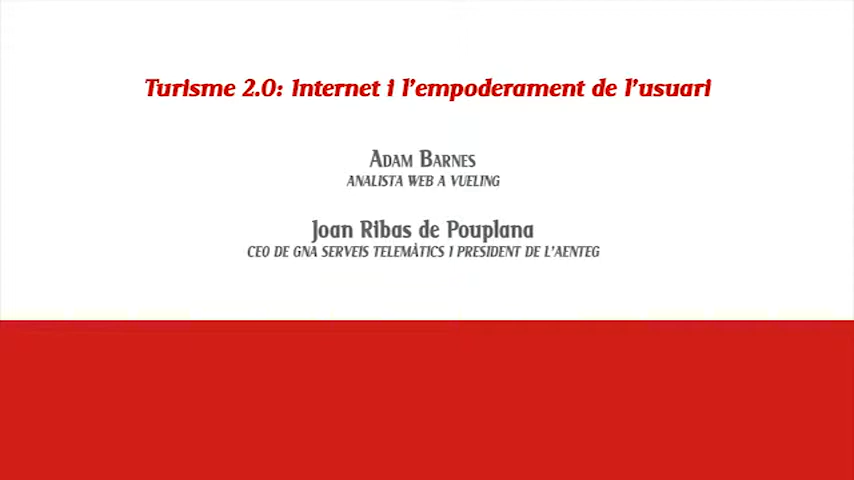 Turisme 2.0: Internet i l'empoderament de l'usuari
ADAM BARNES
ANALISTA WEB A VUELING
Joan Ribas de Pouplana
CEO DE GNA SERVEIS TELEMÀTICS I PRESIDENT DE L'AENTEG